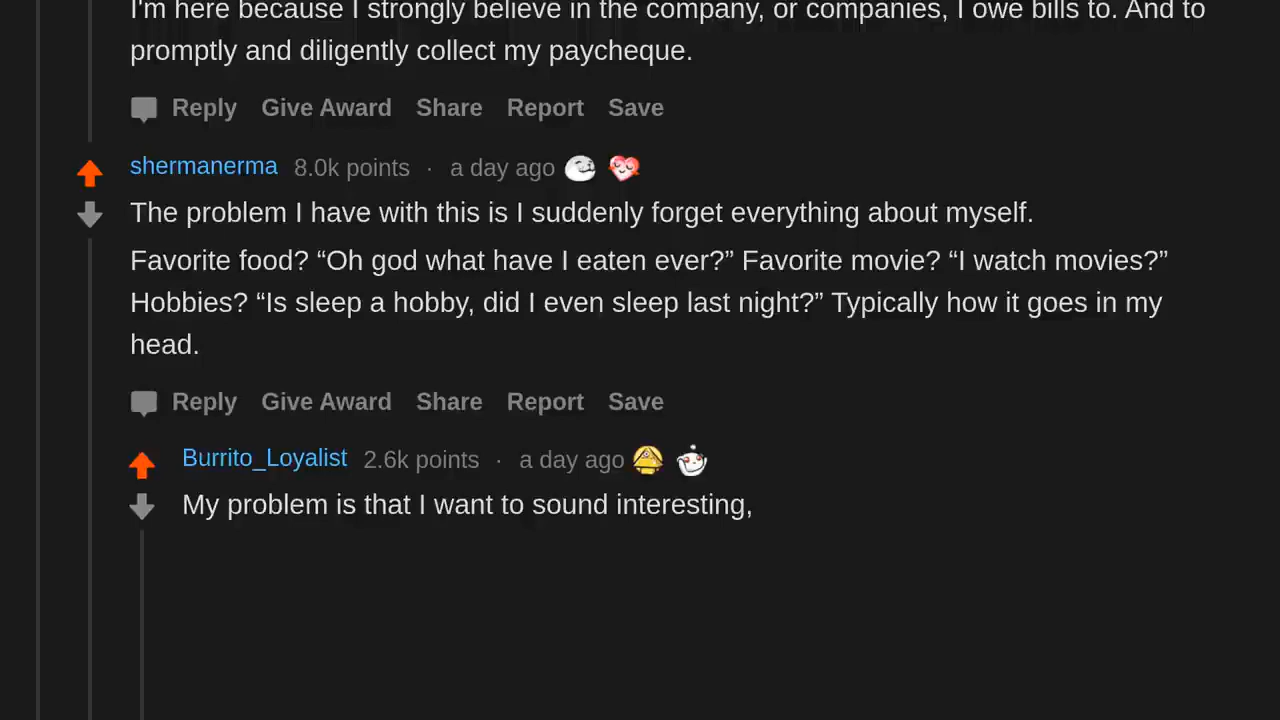 I'm here because I strongly believe in the company, or companies, I owe bills to. And to
promptly and diligently collect my paycheque.
Reply Give Award Share Report Save
shermanerma 8.0k points · a day ago
The problem I have with this is I suddenly forget everything about myself.
Favorite food? “Oh god what have I eaten ever?” Favorite movie? “I watch movies?”
Hobbies? “Is sleep a hobby, did I even sleep last night?” Typically how it goes in my
head.
Reply Give Award Share Report Save
Burrito_Loyalist 2.6k points · a day ago
My problem is that I want to sound interesting,